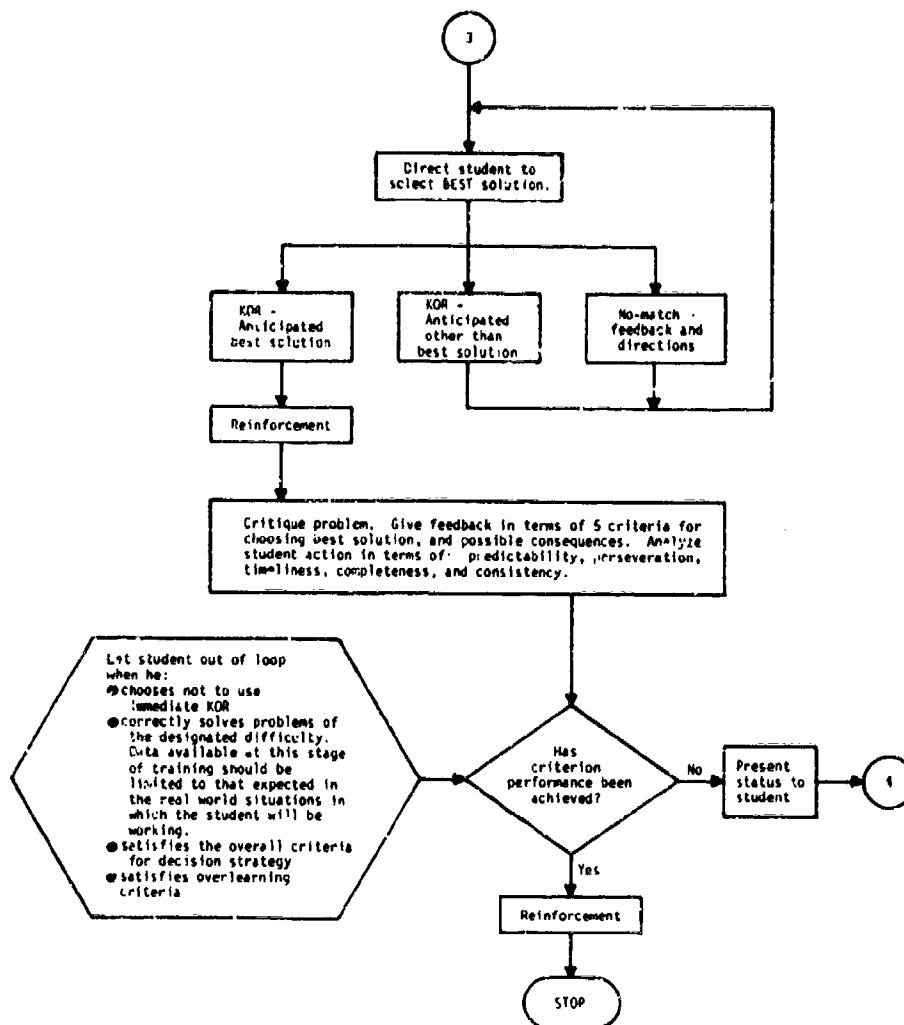 3
Direct student to
select BEST solution.
KOR -
Anticipated
best solution
KOR -
Anticipated
other than
best solution
No-match -
feedback and
directions
Reinforcement
Critique problem. Give feedback in terms of 5 criteria for
choosing best solution, and possible consequences. Analyze
student action in terms of: predictability, perseveration,
timeliness, completeness, and consistency.
Let student out of loop
when he:
●chooses not to use
immediate KOR
●correctly solves problems of
the designated difficulty.
Data available at this stage
of training should be
limited to that expected in
the real world situations in
which the student will be
working.
●satisfies the overall criteria
for decision strategy
●satisfies overlearning
criteria
Has
criterion
performance been
achieved?
No
Present
status to
student
4
Yes
Reinforcement
STOP